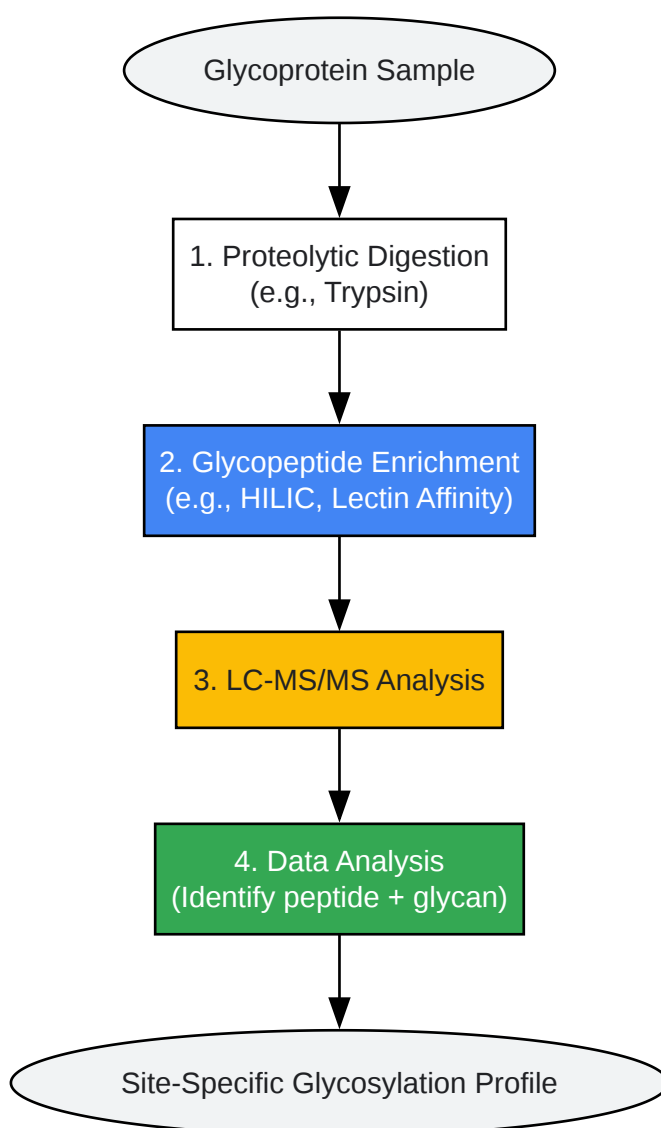 Glycoprotein Sample
1. Proteolytic Digestion
(e.g., Trypsin)
2. Glycopeptide Enrichment
(e.g., HILIC, Lectin Affinity)
3. LC-MS/MS Analysis
4. Data Analysis
(Identify peptide + glycan)
Site-Specific Glycosylation Profile